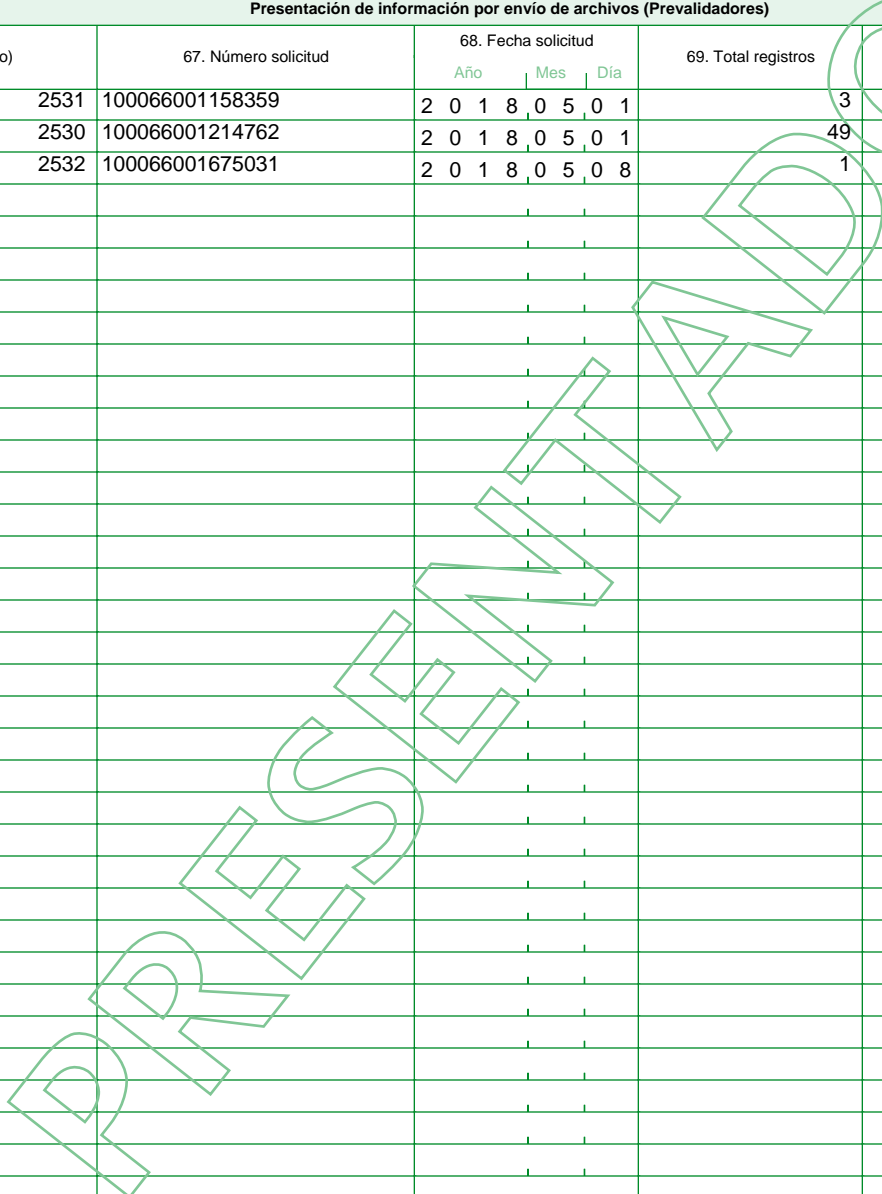 Presentación de información por envío de archivos (Prevalidadores)
o) 67. Número solicitud 68. Fecha solicitud 69. Total registros
Año Mes Día
2531 100066001158359 2 0 1 8 0 5 0 1 3
2530 100066001214762 2 0 1 8 0 5 0 1 49
2532 100066001675031 2 0 1 8 0 5 0 8 1
PRESENTADO